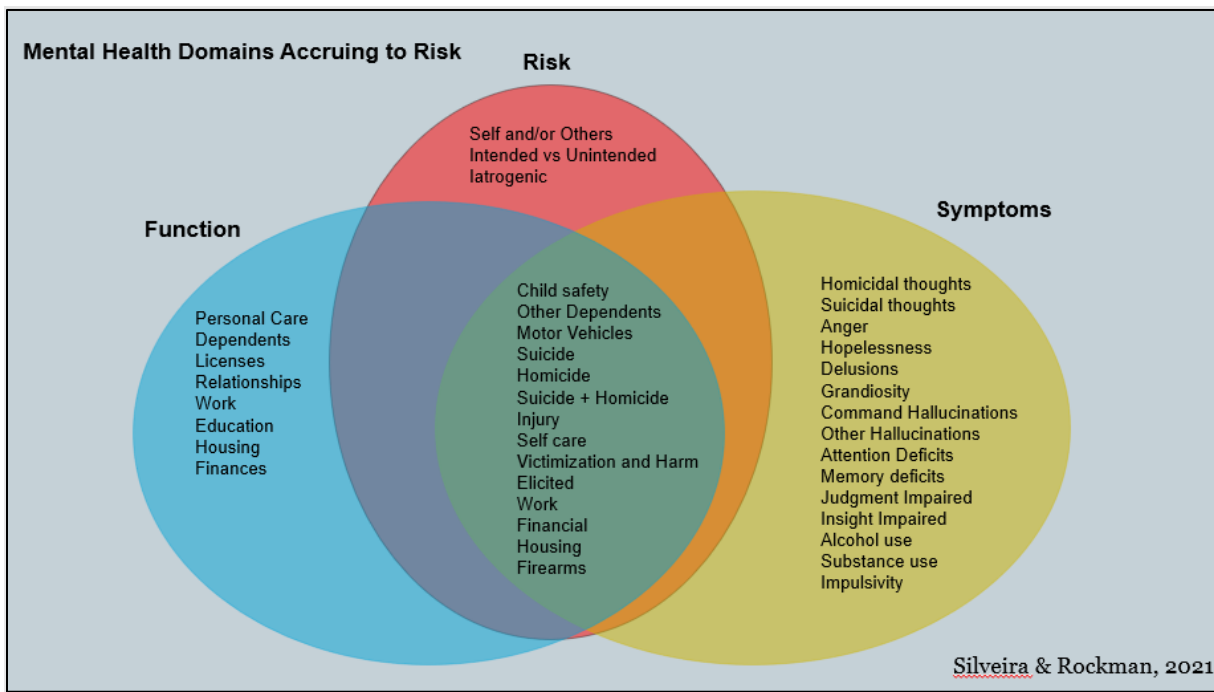 Mental Health Domains Accruing to Risk
Risk
Self and/or Others
Intended vs Unintended
Iatrogenic
Function
Personal Care
Dependents
Licenses
Relationships
Work
Education
Housing
Finances
Child safety
Other Dependents
Motor Vehicles
Suicide
Homicide
Suicide + Homicide
Injury
Self care
Victimization and Harm
Elicited
Work
Financial
Housing
Firearms
Symptoms
Homicidal thoughts
Suicidal thoughts
Anger
Hopelessness
Delusions
Grandiosity
Command Hallucinations
Other Hallucinations
Attention Deficits
Memory deficits
Judgment Impaired
Insight Impaired
Alcohol use
Substance use
Impulsivity
Silveira & Rockman, 2021